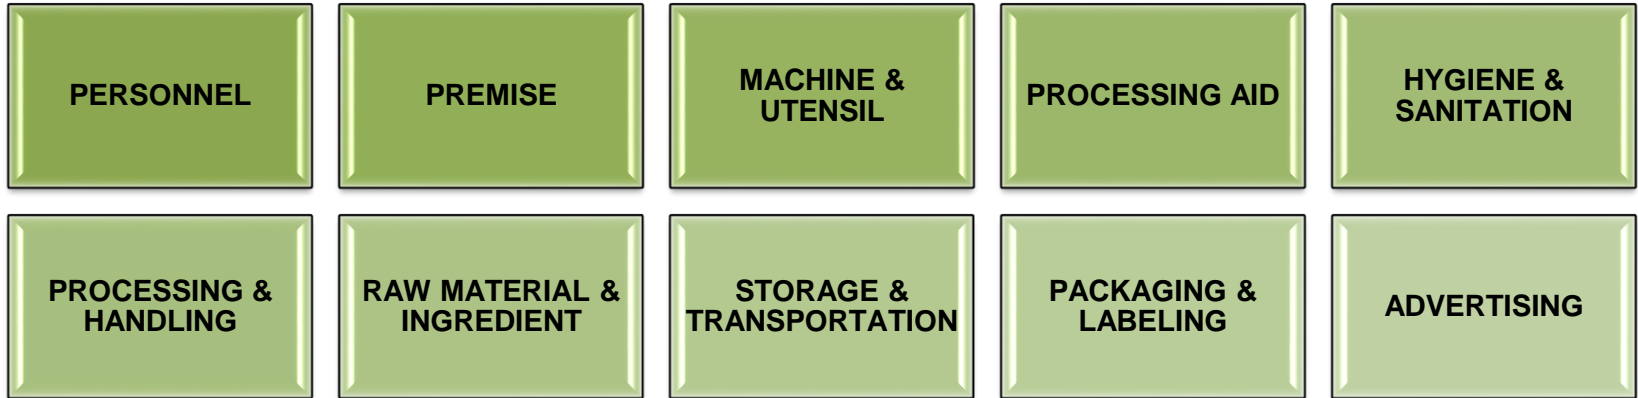 PERSONNEL
PREMISE
MACHINE &
UTENSIL
PROCESSING AID
HYGIENE &
SANITATION
PROCESSING &
HANDLING
RAW MATERIAL &
INGREDIENT
STORAGE &
TRANSPORTATION
PACKAGING &
LABELING
ADVERTISING